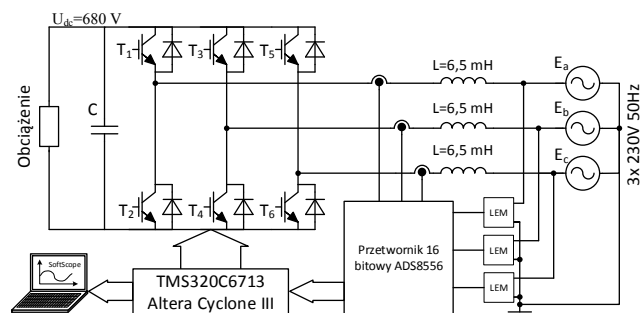 U_dc=680 V
T₁
T₃
T₅
L=6,5 mH
E_a
L=6,5 mH
E_b
L=6,5 mH
E_c
Obciążenie
C
3x 230V 50Hz
T₂
T₄
T₆
LEM
LEM
LEM
Przetwornik 16
bitowy ADS8556
SoftScope
TMS320C6713
Altera Cyclone III